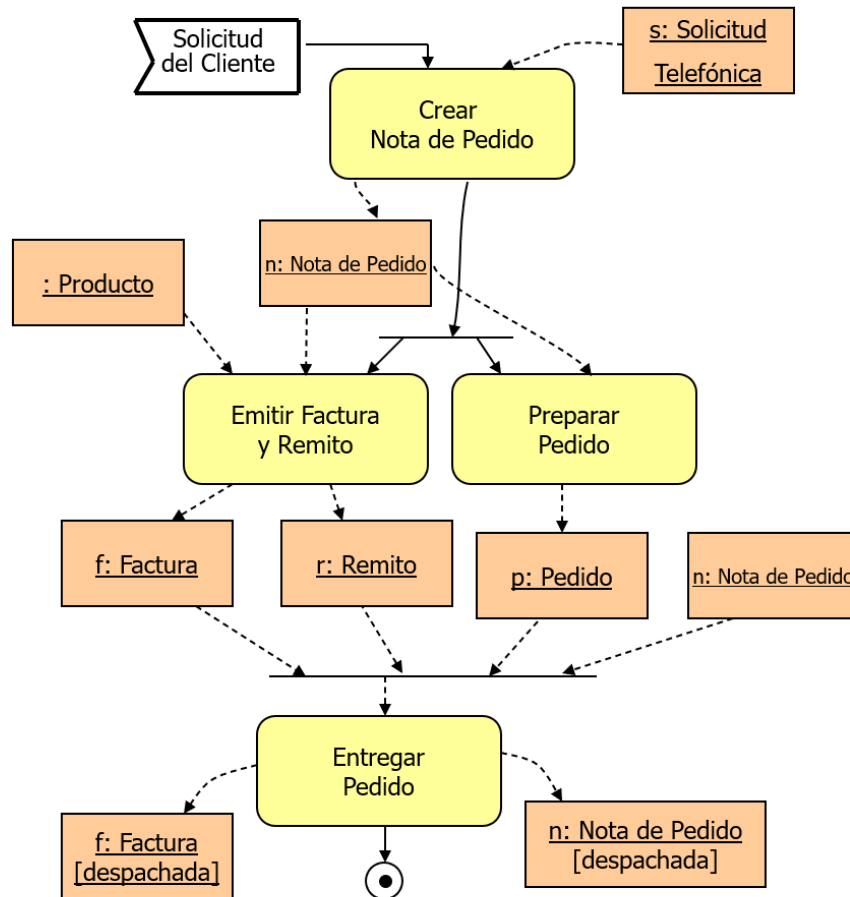 Solicitud
del Cliente
s: Solicitud
Telefónica
Crear
Nota de Pedido
: Producto
n: Nota de Pedido
Emitir Factura
y Remito
Preparar
Pedido
f: Factura
r: Remito
p: Pedido
n: Nota de Pedido
Entregar
Pedido
f: Factura
[despachada]
n: Nota de Pedido
[despachada]